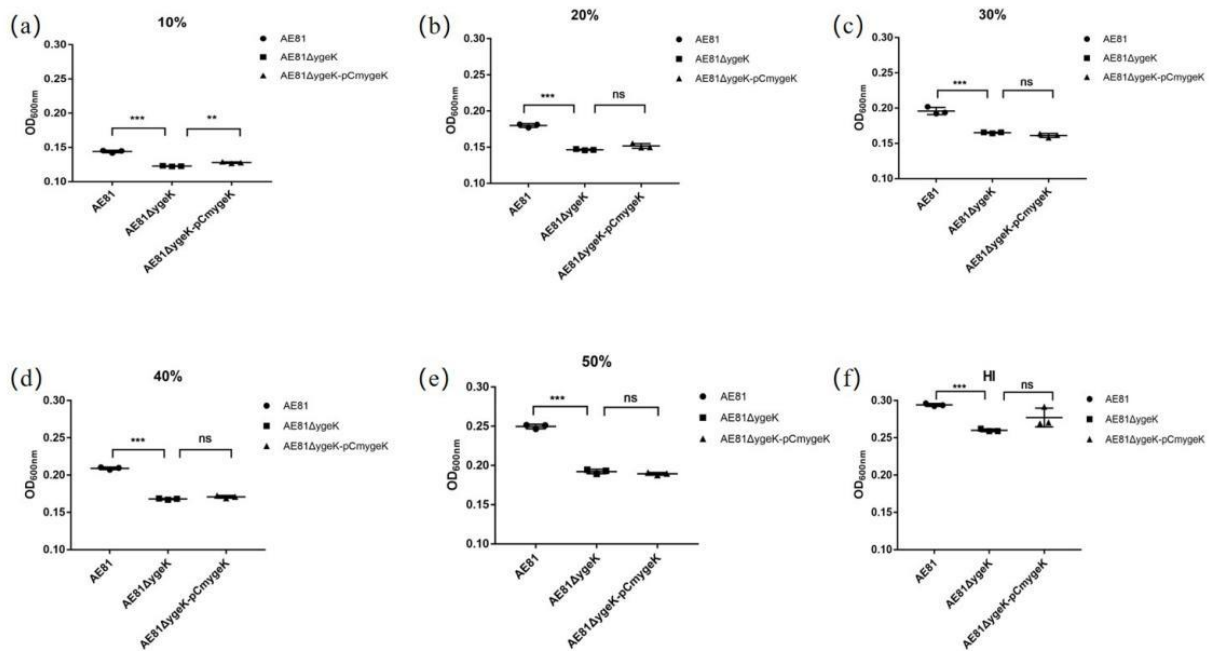 (a)
10%
0.30
0.25
0.20
0.15
0.10
OD600nm
***
**
AE81
AE81ΔygeK
AE81ΔygeK-pCmygeK
AE81
AE81ΔygeK
AE81ΔygeK-pCmygeK
(b)
20%
0.30
0.25
0.20
0.15
0.10
OD600nm
***
ns
AE81
AE81ΔygeK
AE81ΔygeK-pCmygeK
AE81
AE81ΔygeK
AE81ΔygeK-pCmygeK
(c)
30%
0.30
0.25
0.20
0.15
0.10
OD600nm
***
ns
AE81
AE81ΔygeK
AE81ΔygeK-pCmygeK
AE81
AE81ΔygeK
AE81ΔygeK-pCmygeK
(d)
40%
0.30
0.25
0.20
0.15
0.10
OD600nm
***
ns
AE81
AE81ΔygeK
AE81ΔygeK-pCmygeK
AE81
AE81ΔygeK
AE81ΔygeK-pCmygeK
(e)
50%
0.30
0.25
0.20
0.15
0.10
OD600nm
***
ns
AE81
AE81ΔygeK
AE81ΔygeK-pCmygeK
AE81
AE81ΔygeK
AE81ΔygeK-pCmygeK
(f)
HI
0.30
0.25
0.20
0.15
0.10
OD600nm
***
ns
AE81
AE81ΔygeK
AE81ΔygeK-pCmygeK
AE81
AE81ΔygeK
AE81ΔygeK-pCmygeK